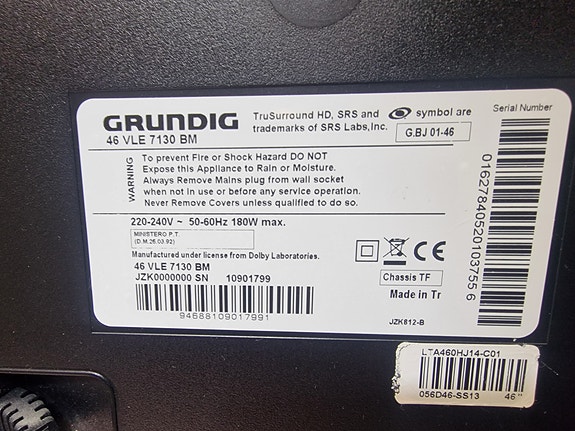 GRUNDIG
46 VLE 7130 BM
TruSurround HD, SRS and symbol are
trademarks of SRS Labs,Inc.
G.BJ 01-46
Serial Number
WARNING
To prevent Fire or Shock Hazard DO NOT
Expose this Appliance to Rain or Moisture.
Always Remove Mains plug from wall socket
when not in use or before any service operation.
Never Remove Covers unless qualified to do so.
220-240V ~ 50-60Hz 180W max.
MINISTERO P.T.
(D.M.26.03.92)
Manufactured under license from Dolby Laboratories.
46 VLE 7130 BM
JZK0000000 SN 10901799
94688109017991
CE
Chassis TF
Made in Tr
JZK812-B
01627840520103755 6
LTA460HJ14-C01
056D46-SS13 46"